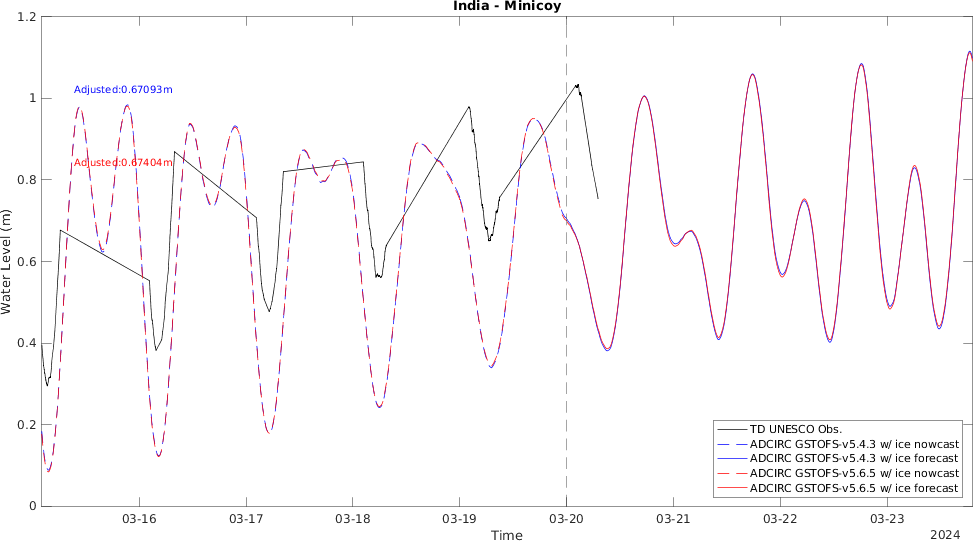 India - Minicoy
1.2
1
0.8
0.6
0.4
0.2
0
Water Level (m)
Adjusted:0.67093m
Adjusted:0.67404m
TD UNESCO Obs.
ADCIRC GSTOFS-v5.4.3 w/ ice nowcast
ADCIRC GSTOFS-v5.4.3 w/ ice forecast
ADCIRC GSTOFS-v5.6.5 w/ ice nowcast
ADCIRC GSTOFS-v5.6.5 w/ ice forecast
03-16 03-17 03-18 03-19 03-20 03-21 03-22 03-23
Time
2024